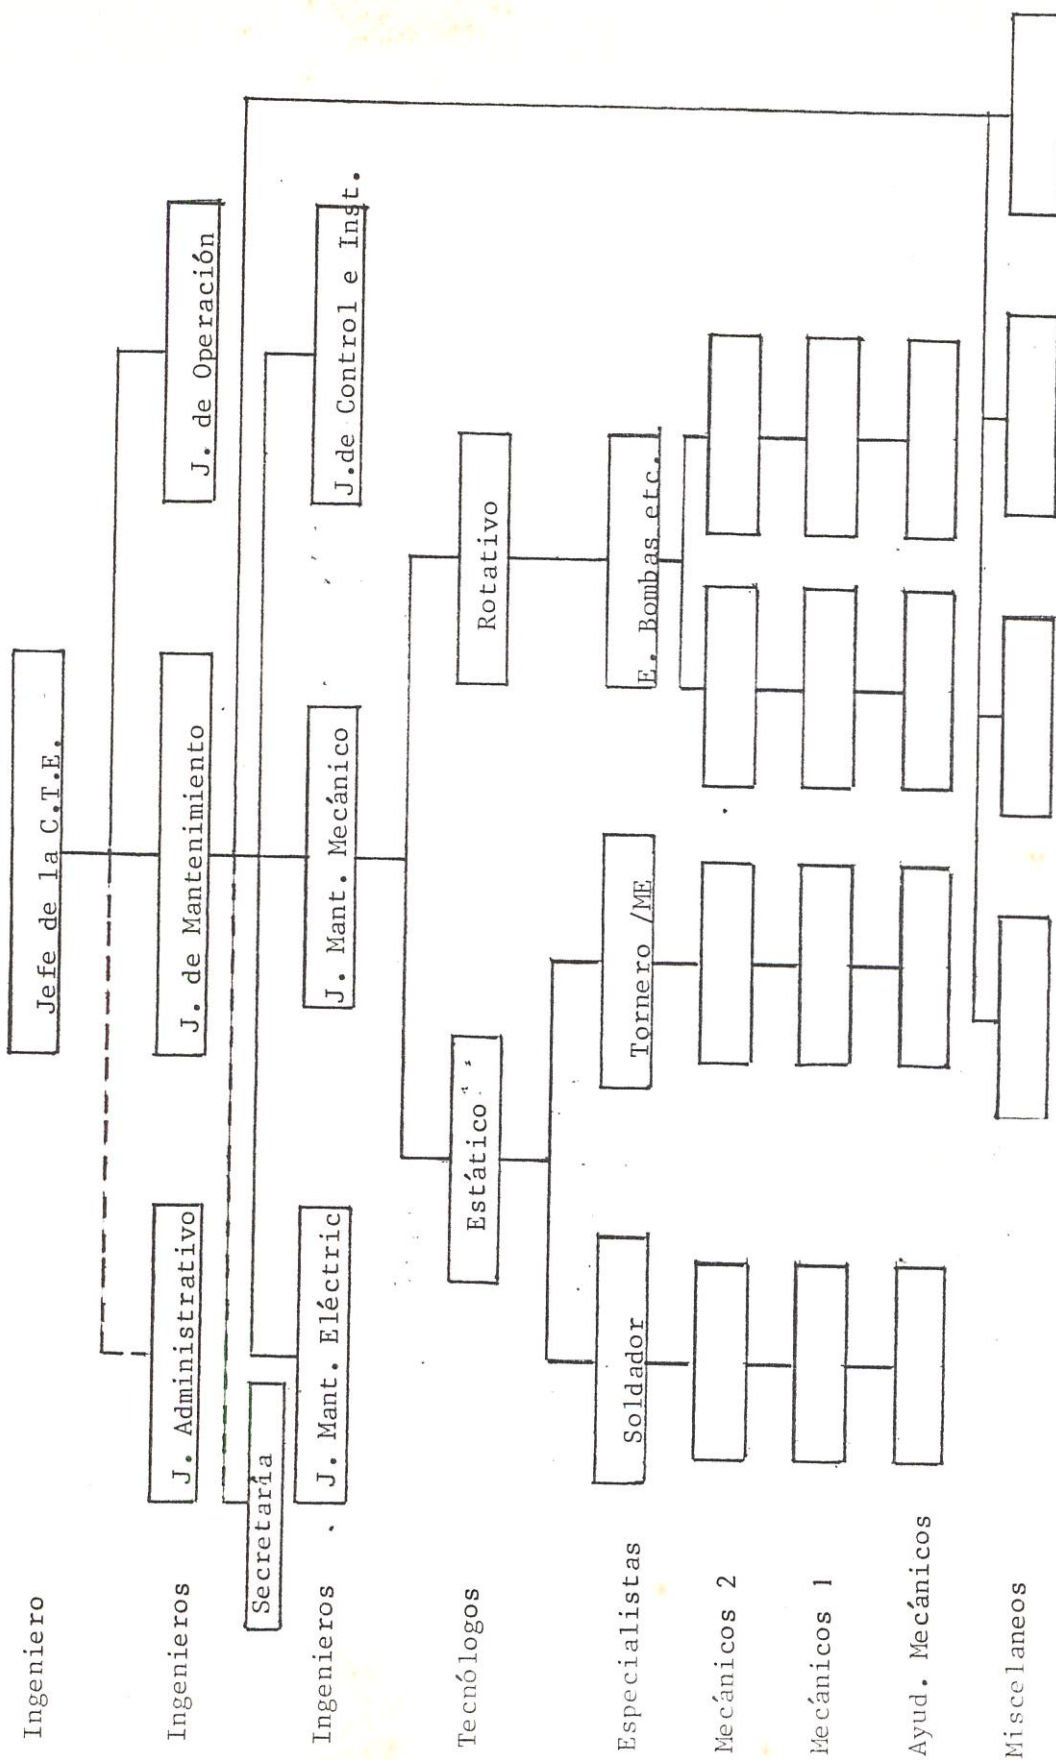 Ingeniero
Jefe de la C.T.E.
Ingenieros
J. Administrativo
J. de Mantenimiento
J. de Operación
Secretaría
Ingenieros
J. Mant. Eléctric
J. Mant. Mecánico
J.de Control e Inst.
Tecnólogos
Estático
Rotativo
Especialistas
Soldador
Tornero /ME
E. Bombas etc.
Mecánicos 2
Mecánicos 1
Ayud. Mecánicos
Miscelaneos